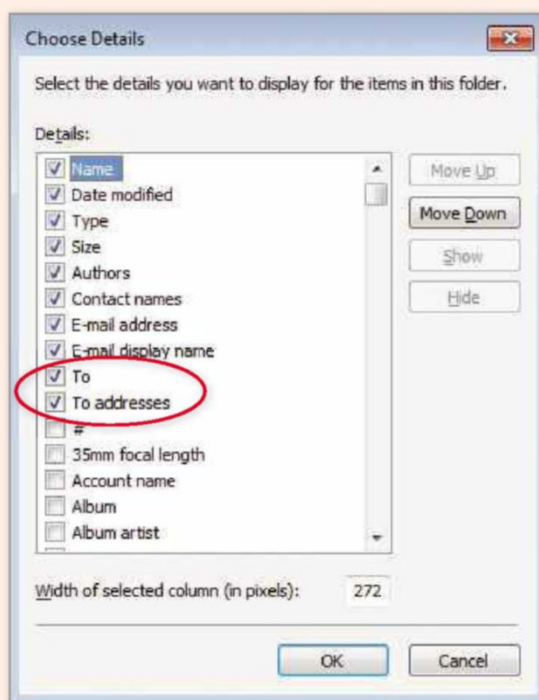 Choose Details
Select the details you want to display for the items in this folder.
Details:
Name
Date modified
Type
Size
Authors
Contact names
E-mail address
E-mail display name
To
To addresses
#
35mm focal length
Account name
Album
Album artist
Move Up
Move Down
Show
Hide
Width of selected column (in pixels): 272
OK Cancel